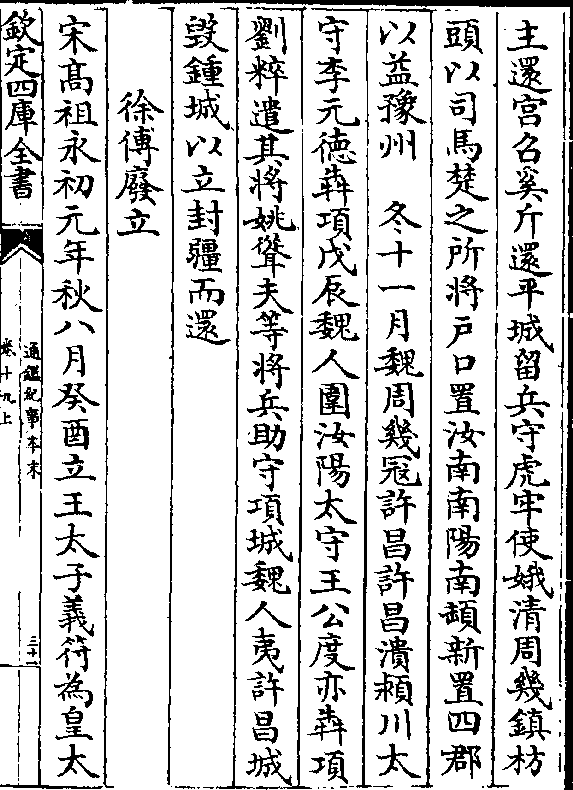 主還宫召奚斤還平城留兵守虎牢使娥清周幾鎮枋
頭以司馬楚之所將戸口置汝南南陽南頓新置四郡
以益豫州　冬十一月魏周幾冦許昌許昌潰潁川太
守李元徳犇項戊辰魏人圍汝陽太守王公度亦犇項
劉粹遣其將姚聳夫等將兵助守項城魏人夷許昌城
毁鍾城以立封疆而還
徐傅廢立
宋髙祖永初元年秋八月癸酉立王太子義符為皇太
欽定四庫全書
通鑑紀事本末
卷十九上
三十二